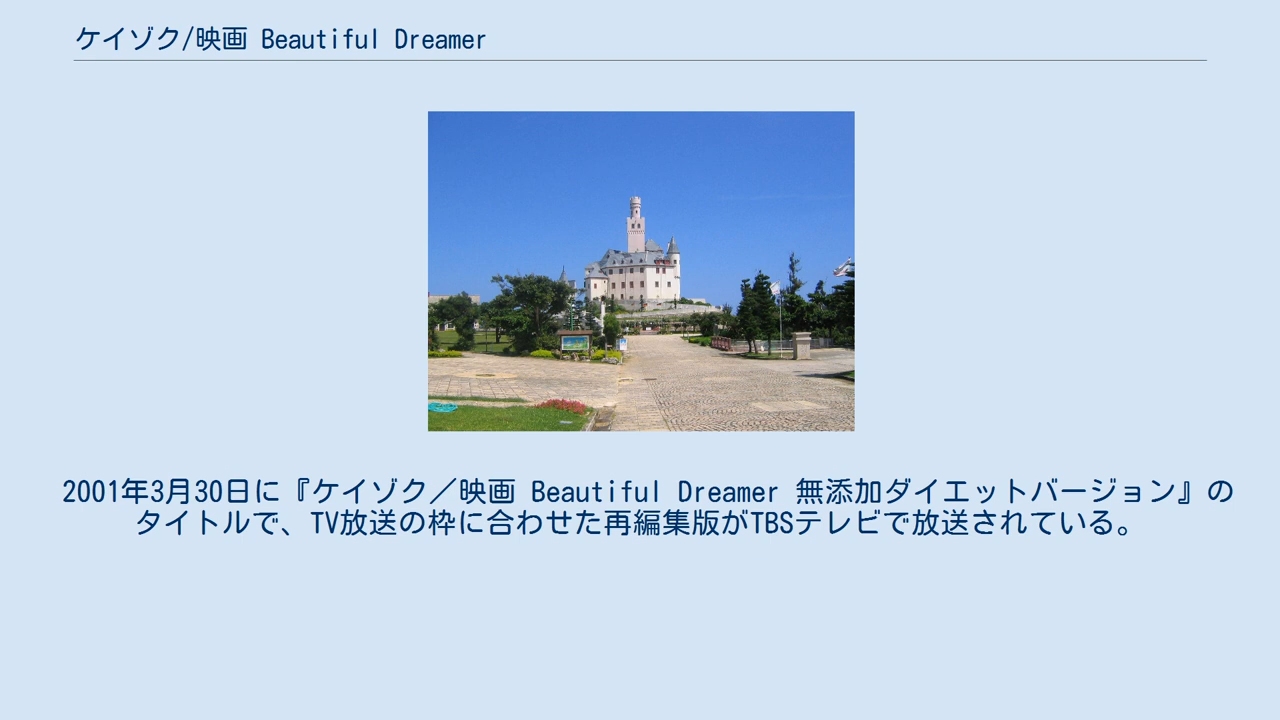 ケイゾク/映画 Beautiful Dreamer
2001年3月30日に『ケイゾク／映画 Beautiful Dreamer 無添加ダイエットバージョン』の
タイトルで、TV放送の枠に合わせた再編集版がTBSテレビで放送されている。